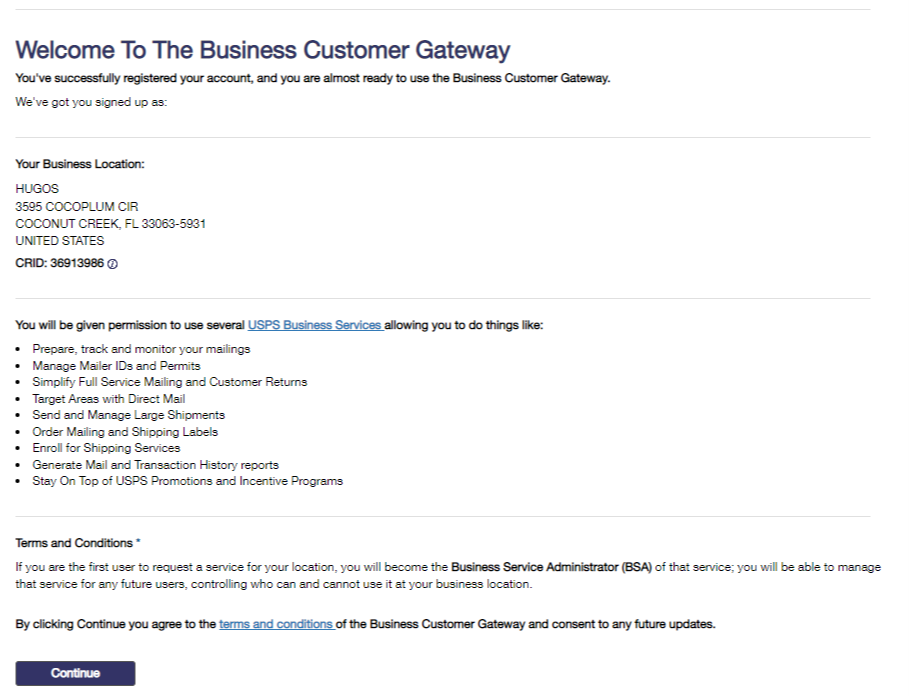 Welcome To The Business Customer Gateway
You've successfully registered your account, and you are almost ready to use the Business Customer Gateway.
We've got you signed up as:
Your Business Location:
HUGOS
3595 COCOPLUM CIR
COCONUT CREEK, FL 33063-5931
UNITED STATES
CRID: 36913986
You will be given permission to use several USPS Business Services allowing you to do things like:
• Prepare, track and monitor your mailings
• Manage Mailer IDs and Permits
• Simplify Full Service Mailing and Customer Returns
• Target Areas with Direct Mail
• Send and Manage Large Shipments
• Order Mailing and Shipping Labels
• Enroll for Shipping Services
• Generate Mail and Transaction History reports
• Stay On Top of USPS Promotions and Incentive Programs
Terms and Conditions *
If you are the first user to request a service for your location, you will become the Business Service Administrator (BSA) of that service; you will be able to manage
that service for any future users, controlling who can and cannot use it at your business location.
By clicking Continue you agree to the terms and conditions of the Business Customer Gateway and consent to any future updates.
Continue